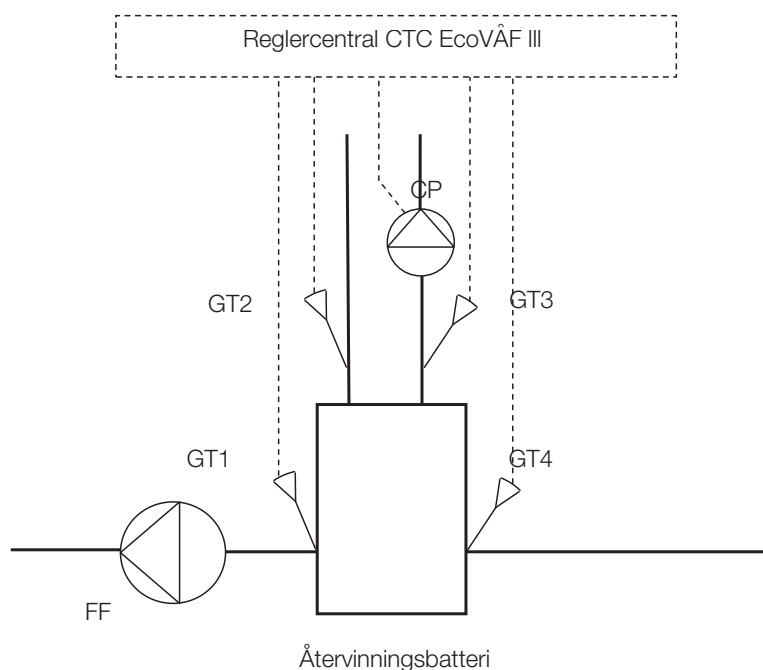 Reglercentral CTC EcoVÅF III
CP
GT2
GT3
GT1
GT4
FF
Återvinningsbatteri